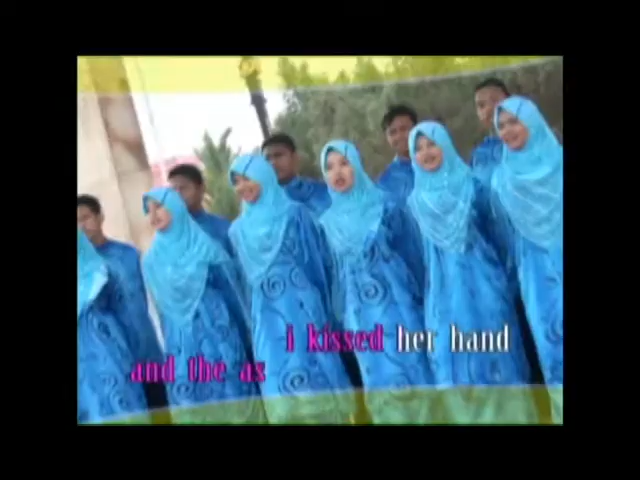 i kissed her hand
and the as